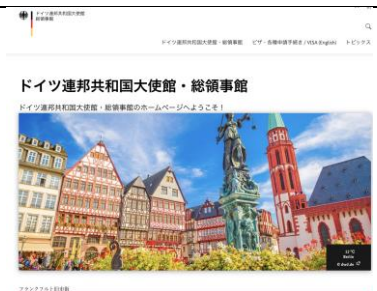 ドイツ連邦共和国大使館
総領事館
ドイツ連邦共和国大使館・総領事館 ビザ・各種申請手続き / VISA (English) トピックス
ドイツ連邦共和国大使館・総領事館
ドイツ連邦共和国大使館・総領事館のホームページへようこそ！
Berlin
© dwd.de
フランクフルト旧市街